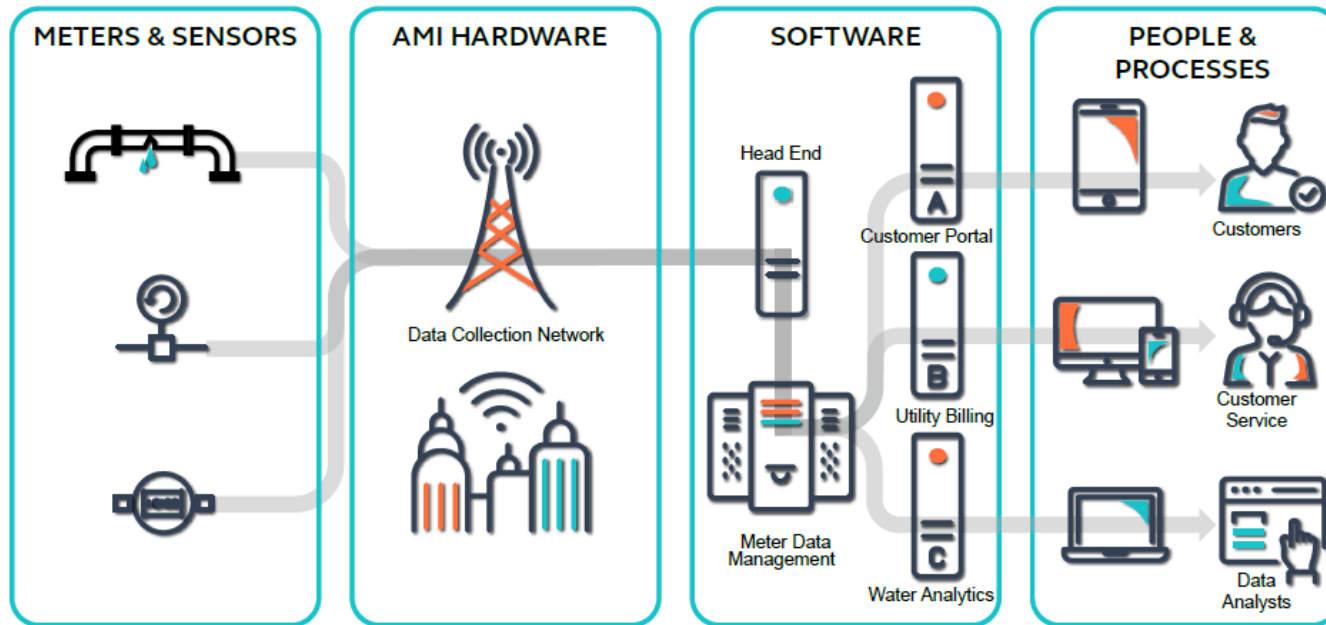 METERS & SENSORS
AMI HARDWARE
Data Collection Network
SOFTWARE
Head End
Meter Data
Management
A
Customer Portal
B
Utility Billing
C
Water Analytics
PEOPLE &
PROCESSES
Customers
Customer
Service
Data
Analysts